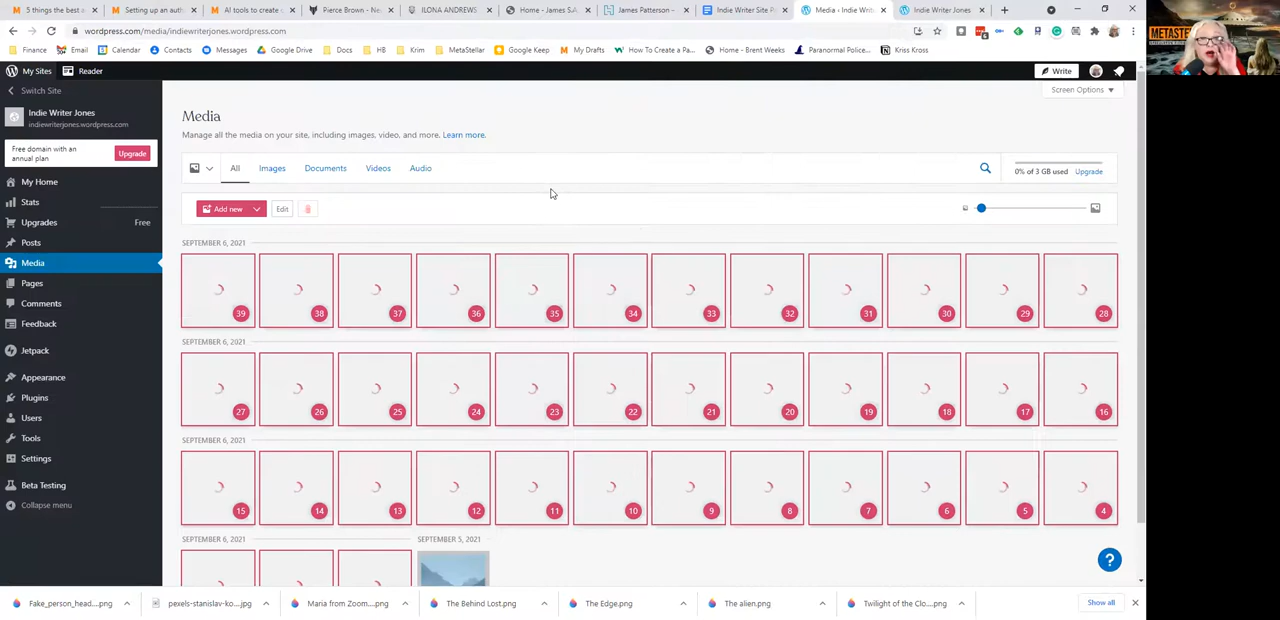 5 things the best a
Setting up an auth
AI tools to create u
Pierce Brown - Ne
ILONA ANDREWS
Home - James S.A.
James Patterson -
Indie Writer Site P
Media ‹ Indie Writ
Indie Writer Jones
wordpress.com/media/indiewriterjones.wordpress.com
Finance
Email
Calendar
Contacts
Messages
Google Drive
Docs
HB
Krim
MetaStellar
Google Keep
My Drafts
How To Create a Pa...
Home - Brent Weeks
Paranormal Police...
Kriss Kross
My Sites
Reader
Write
Switch Site
Screen Options
Indie Writer Jones
indiewriterjones.wordpress.com
Free domain with an
annual plan
Upgrade
My Home
Stats
Upgrades
Free
Posts
Media
Pages
Comments
Feedback
Jetpack
Appearance
Plugins
Users
Tools
Settings
Beta Testing
Collapse menu
Media
Manage all the media on your site, including images, video, and more. Learn more.
All
Images
Documents
Videos
Audio
0% of 3 GB used
Upgrade
Add new
Edit
SEPTEMBER 6, 2021
39 38 37 36 35 34 33 32 31 30 29 28
SEPTEMBER 6, 2021
27 26 25 24 23 22 21 20 19 18 17 16
SEPTEMBER 6, 2021
15 14 13 12 11 10 9 8 7 6 5 4
SEPTEMBER 6, 2021
SEPTEMBER 5, 2021
?
Fake_person_head....png
pexels-stanislav-ko....jpg
Maria from Zoom....png
The Behind Lost.png
The Edge.png
The alien.png
Twilight of the Clo....png
Show all